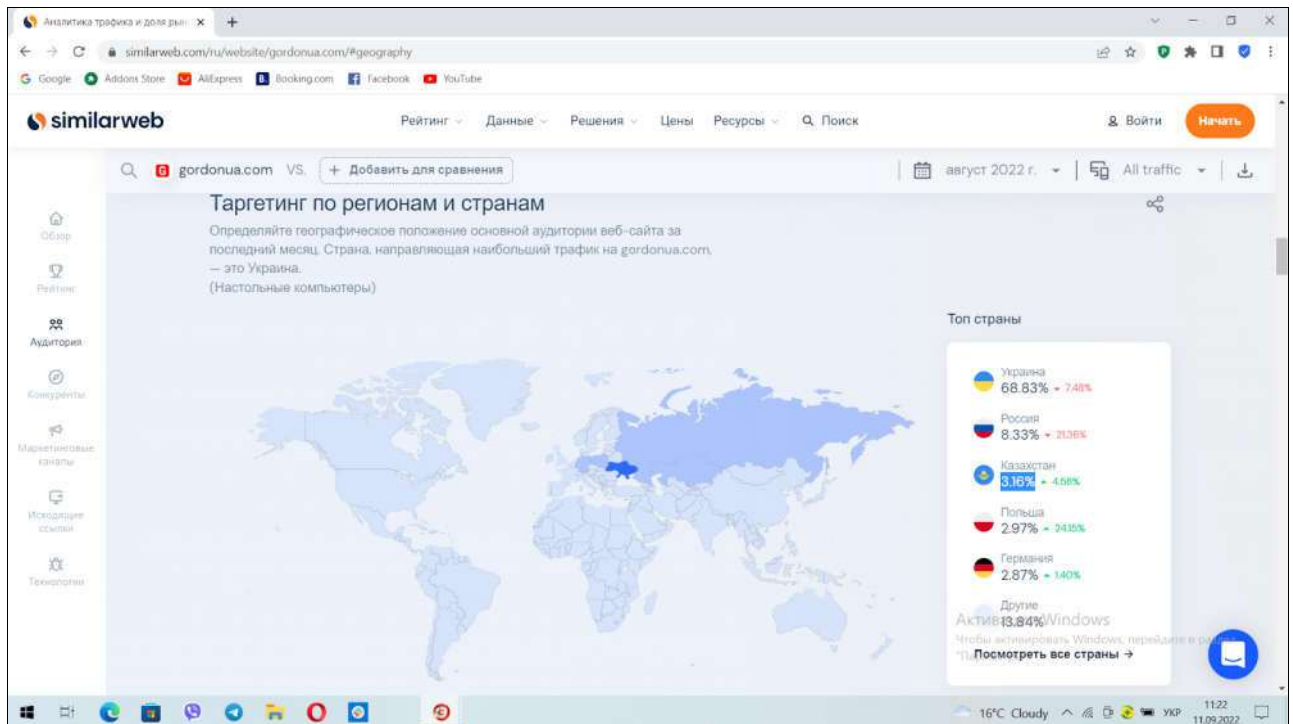 Аналитика трафика и доля рын
similarweb.com/ru/website/gordonua.com/#geography
Google Addons Store AliExpress Booking.com Facebook YouTube
similarweb
Рейтинг Данные Решения Цены Ресурсы Поиск Войти Начать
gordonua.com VS. + Добавить для сравнения август 2022 г. All traffic
Таргетинг по регионам и странам
Определяйте географическое положение основной аудитории веб-сайта за
последний месяц. Страна, направляющая наибольший трафик на gordonua.com,
— это Украина.
(Настольные компьютеры)
Обзор
Рейтинг
Аудитория
Конкуренты
Маркетинговые
каналы
Исходящие
ссылки
Технологии
Топ страны
Украина
68.83% 7.48%
Россия
8.33% 21.36%
Казахстан
3.16% 4.58%
Польша
2.97% 24.15%
Германия
2.87% 1.40%
Другие
13.84%
Windows
Чтобы активировать Windows, перейдите в
Посмотреть все страны →
16°C Cloudy УКР 11:22
11.09.2022